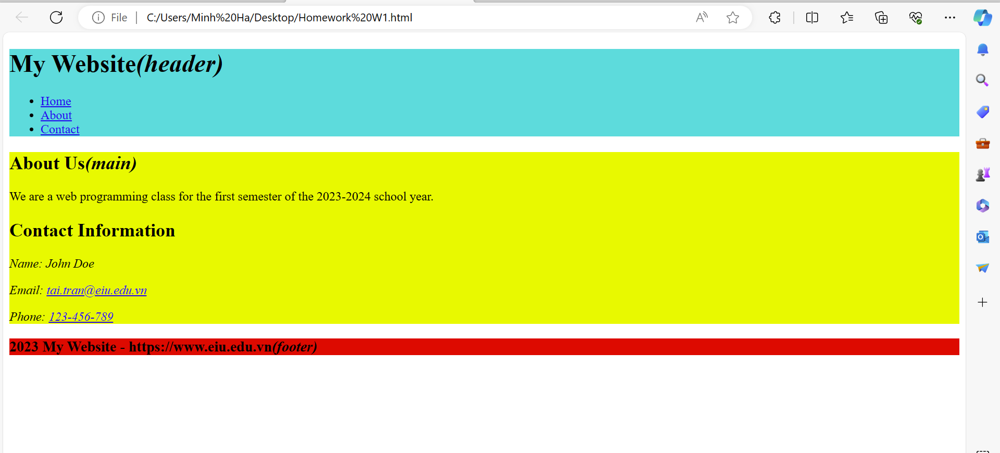 File | C:/Users/Minh%20Ha/Desktop/Homework%20W1.html
My Website(header)
• Home
• About
• Contact
About Us(main)
We are a web programming class for the first semester of the 2023-2024 school year.
Contact Information
Name: John Doe
Email: tai.tran@eiu.edu.vn
Phone: 123-456-789
2023 My Website - https://www.eiu.edu.vn(footer)